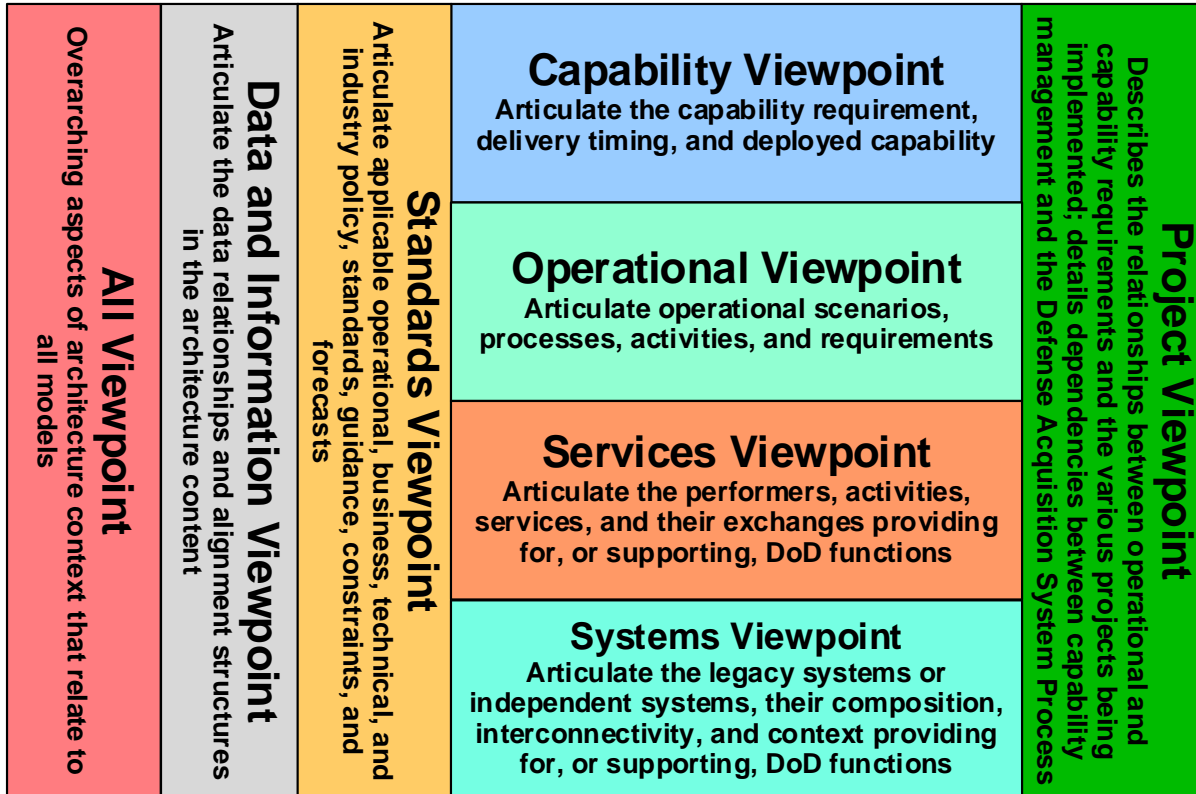 All Viewpoint
Overarching aspects of architecture context that relate to
all models
Data and Information Viewpoint
Articulate the data relationships and alignment structures
in the architecture content
Standards Viewpoint
Articulate applicable operational, business, technical, and
industry policy, standards, guidance, constraints, and
forecasts
Capability Viewpoint
Articulate the capability requirement,
delivery timing, and deployed capability
Operational Viewpoint
Articulate operational scenarios,
processes, activities, and requirements
Services Viewpoint
Articulate the performers, activities,
services, and their exchanges providing
for, or supporting, DoD functions
Systems Viewpoint
Articulate the legacy systems or
independent systems, their composition,
interconnectivity, and context providing
for, or supporting, DoD functions
Project Viewpoint
Describes the relationships between operational and
capability requirements and the various projects being
implemented; details dependencies between capability
management and the Defense Acquisition System Process